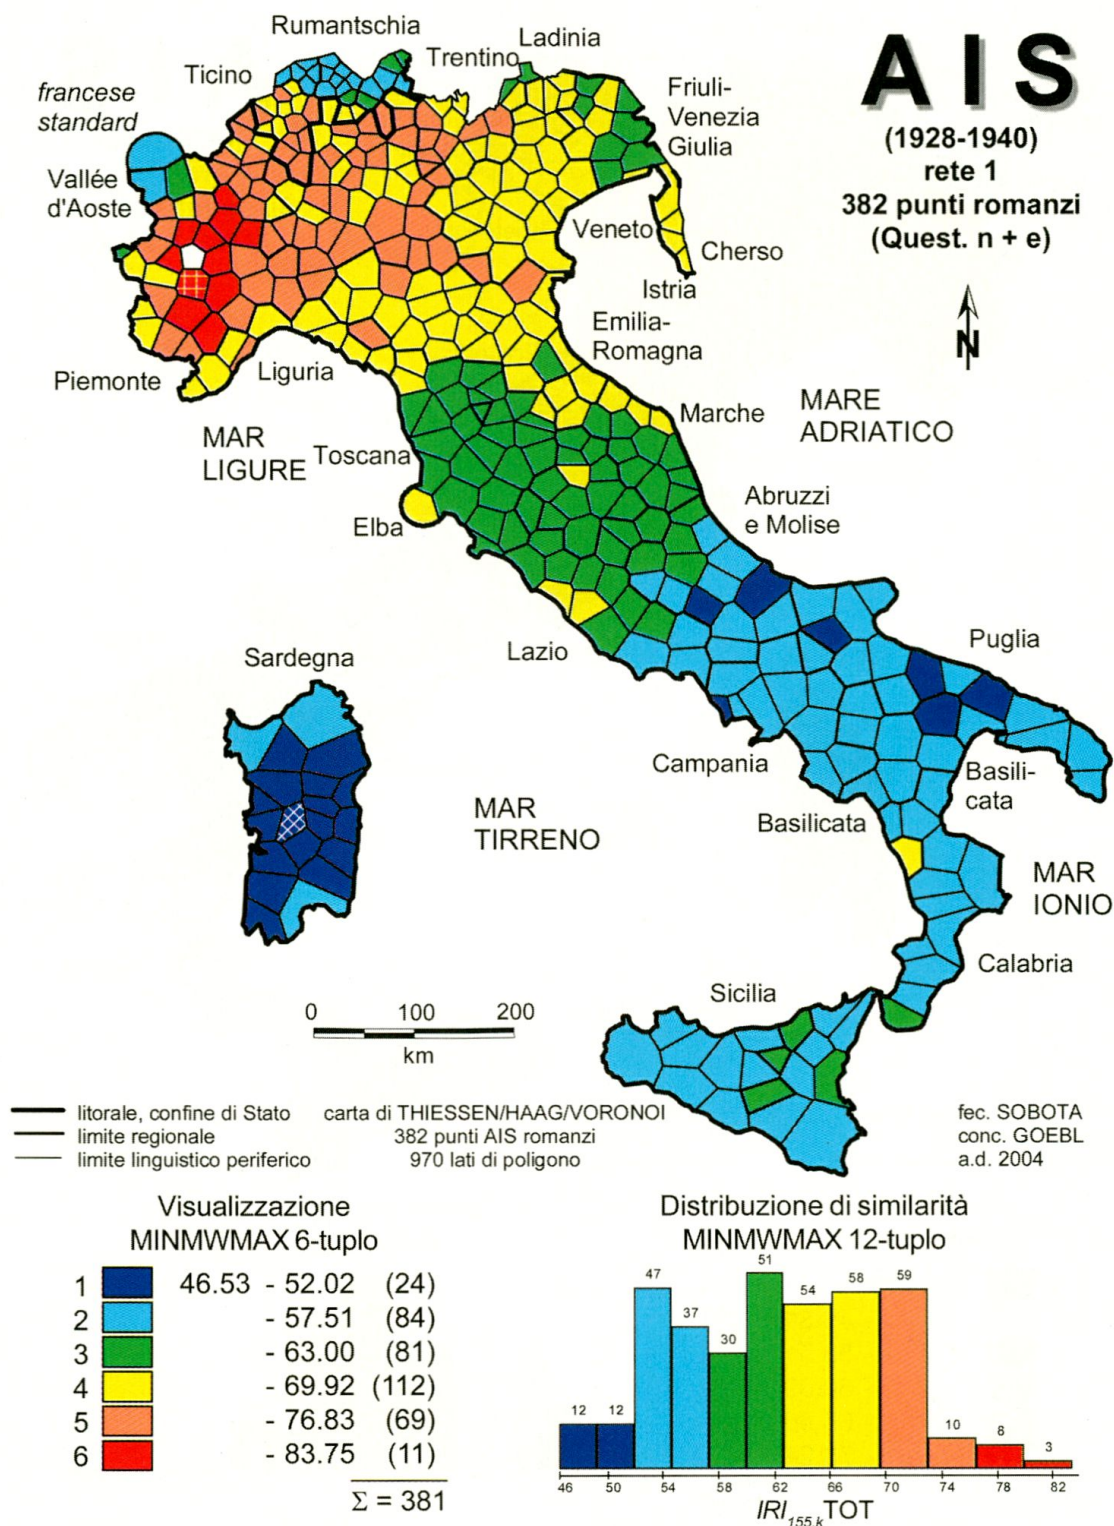 Rumantschia
Ladinia
Trentino
Ticino
francese
standard
Friuli-
Venezia
Giulia
Vallée
d'Aoste
Veneto
Cherso
Istria
Emilia-
Romagna
Piemonte
Liguria
Marche
MARE
ADRIATICO
MAR
LIGURE
Toscana
Elba
Abruzzi
e Molise
Lazio
Puglia
Sardegna
Campania
Basili-
cata
Basilicata
MAR
TIRRENO
MAR
IONIO
Calabria
Sicilia
AIS
(1928-1940)
rete 1
382 punti romanzi
(Quest. n + e)
N
0 100 200
km
litorale, confine di Stato
limite regionale
limite linguistico periferico
carta di THIESSEN/HAAG/VORONOI
382 punti AIS romanzi
970 lati di poligono
fec. SOBOTA
conc. GOEBL
a.d. 2004
Visualizzazione
MINMWMAX 6-tuplo
1 46.53 - 52.02 (24)
2 - 57.51 (84)
3 - 63.00 (81)
4 - 69.92 (112)
5 - 76.83 (69)
6 - 83.75 (11)
Σ = 381
Distribuzione di similarità
MINMWMAX 12-tuplo
12 12 47 37 30 51 54 58 59 10 8 3
46 50 54 58 62 66 70 74 78 82
IRI155,kTOT